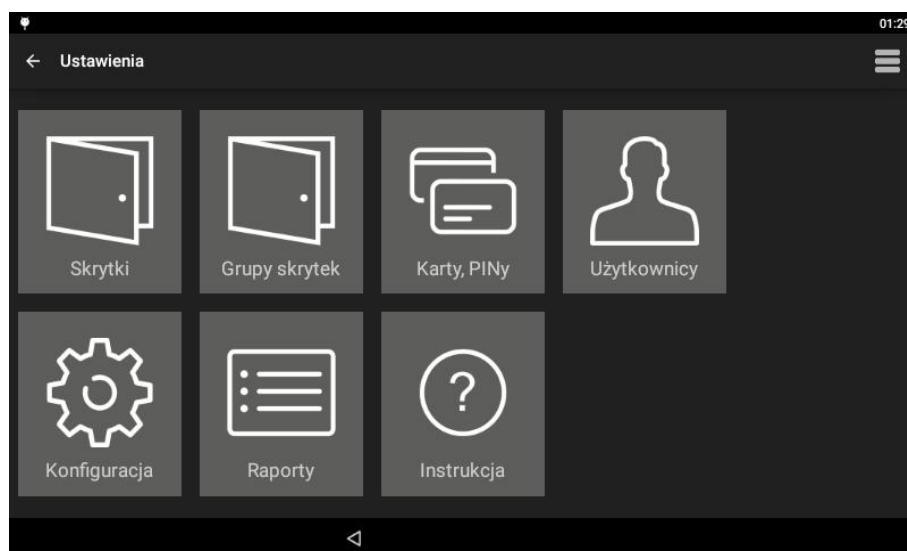 01:29
Ustawienia
Skrytki
Grupy skrytek
Karty, PINy
Użytkownicy
Konfiguracja
Raporty
?
Instrukcja